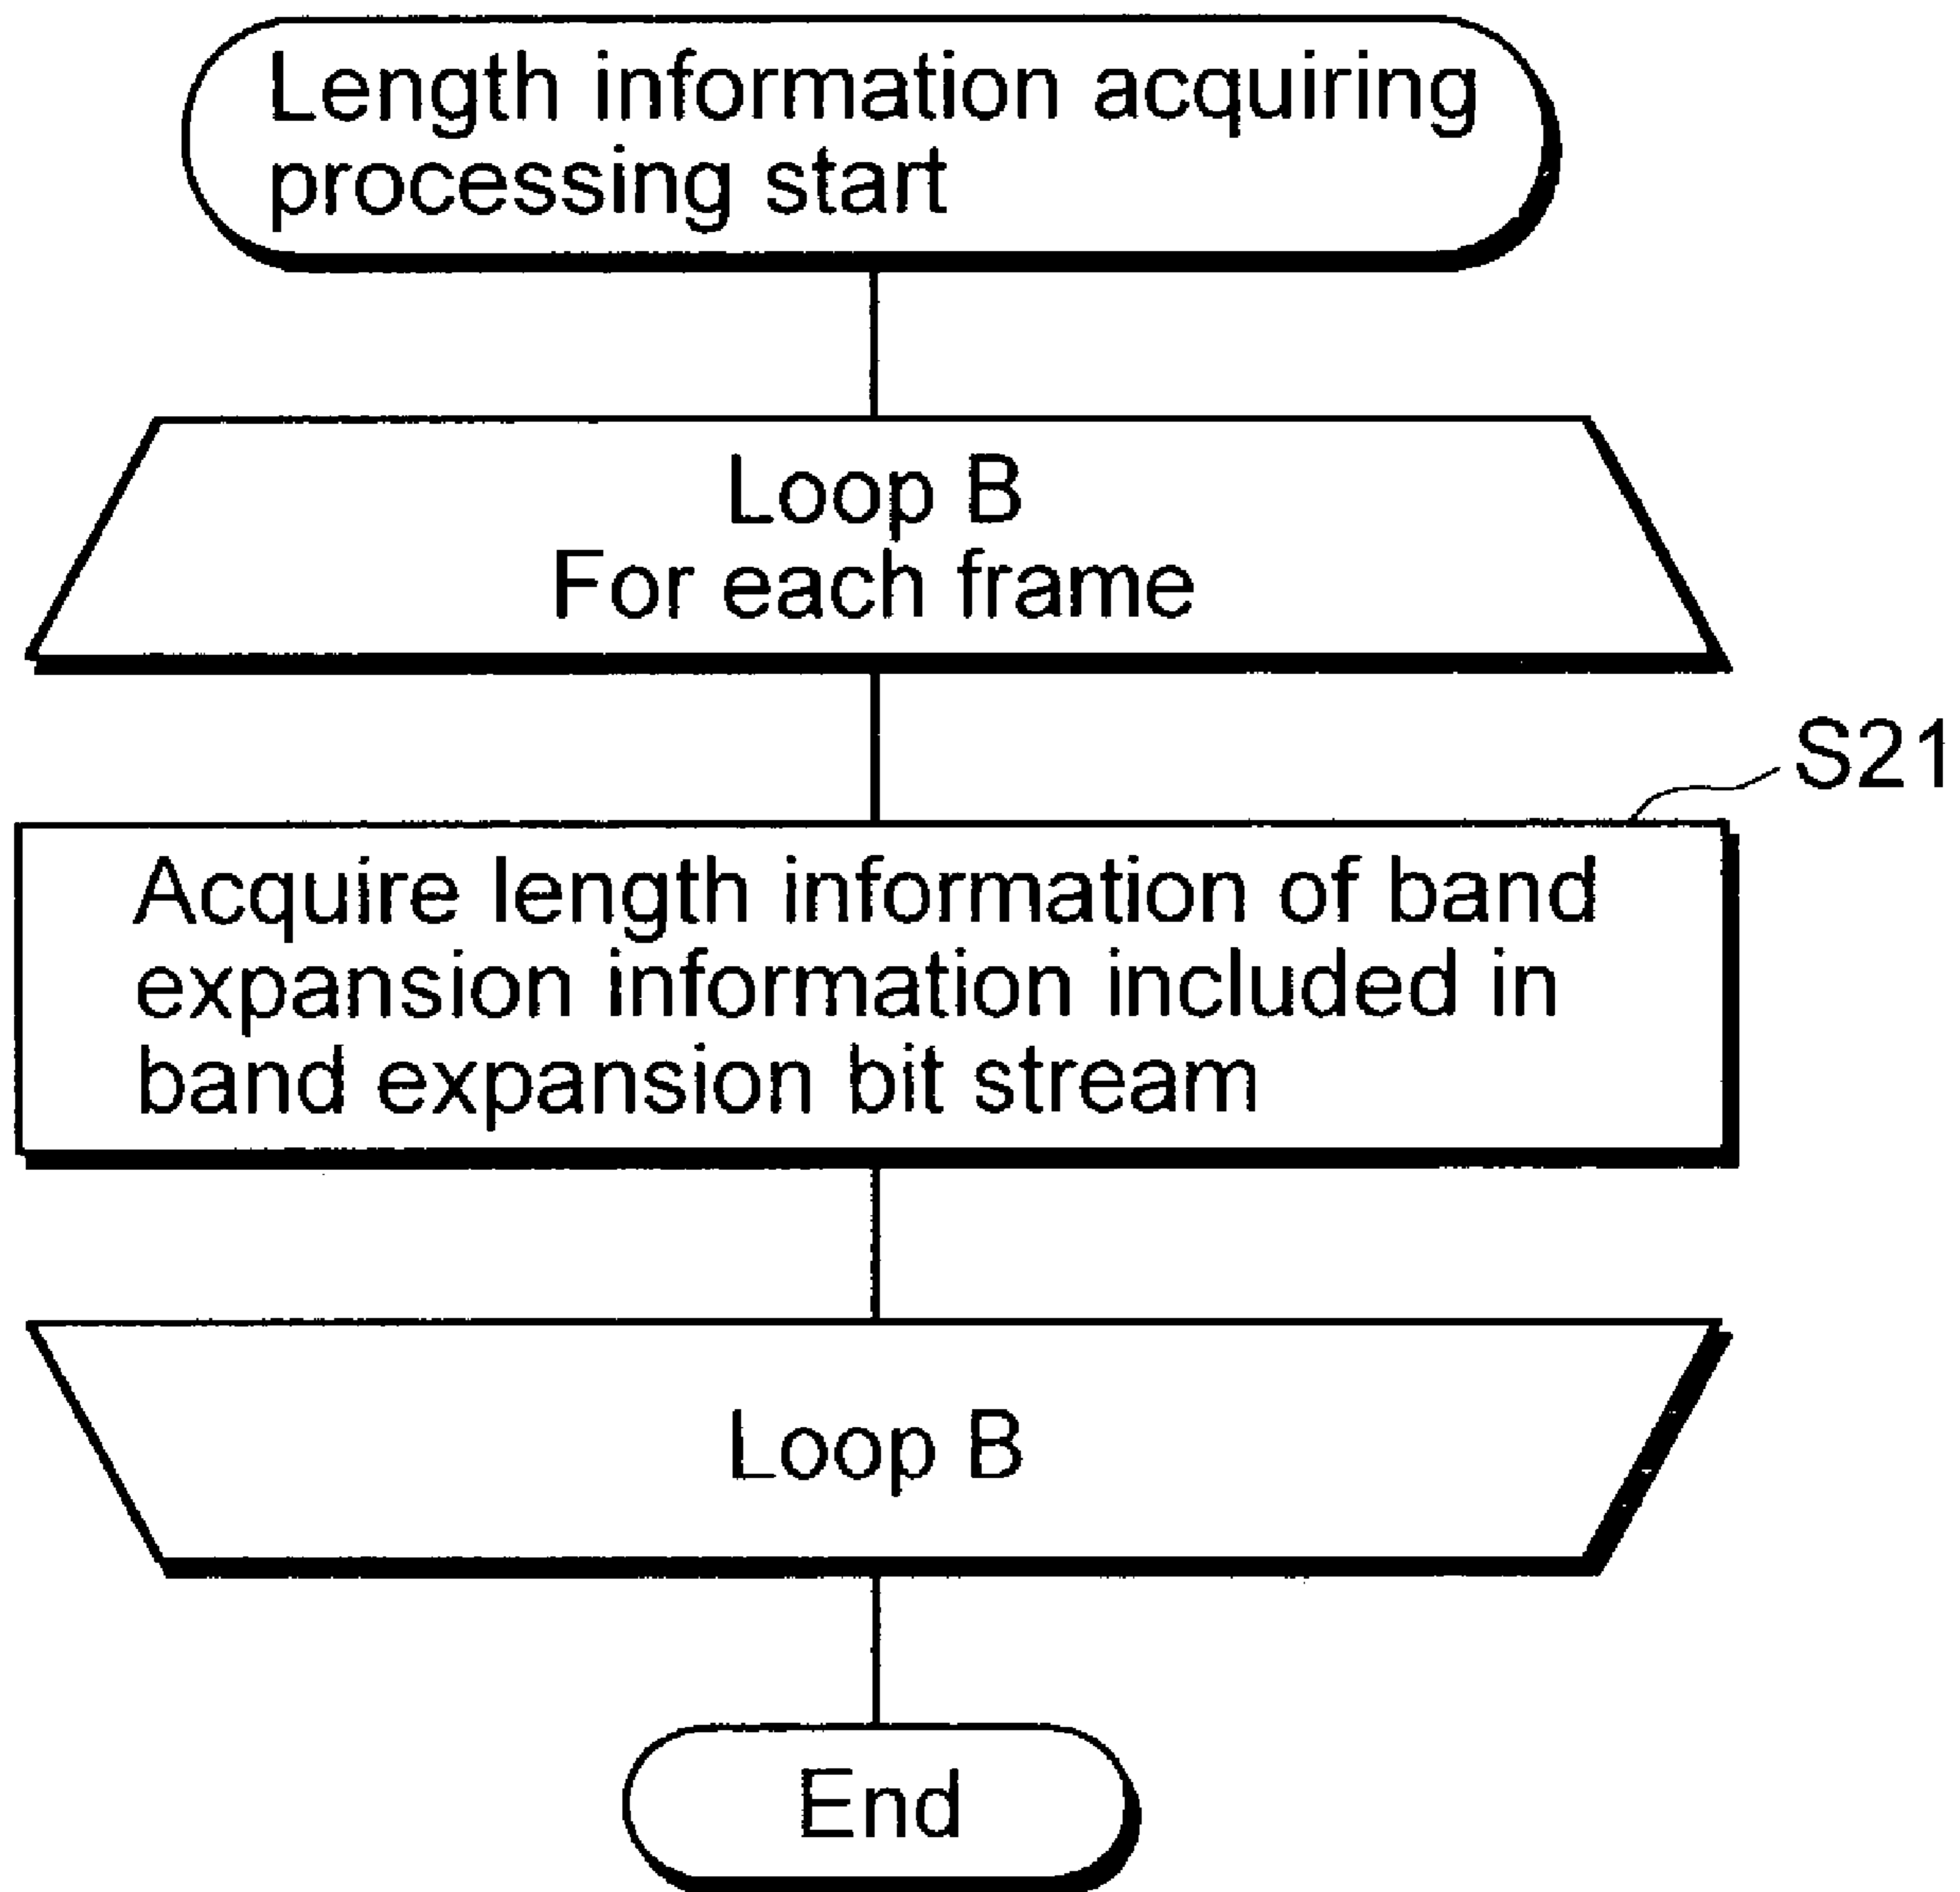 Length information acquiring
processing start
Loop B
For each frame
S21
Acquire length information of band
expansion information included in
band expansion bit stream
Loop B
End